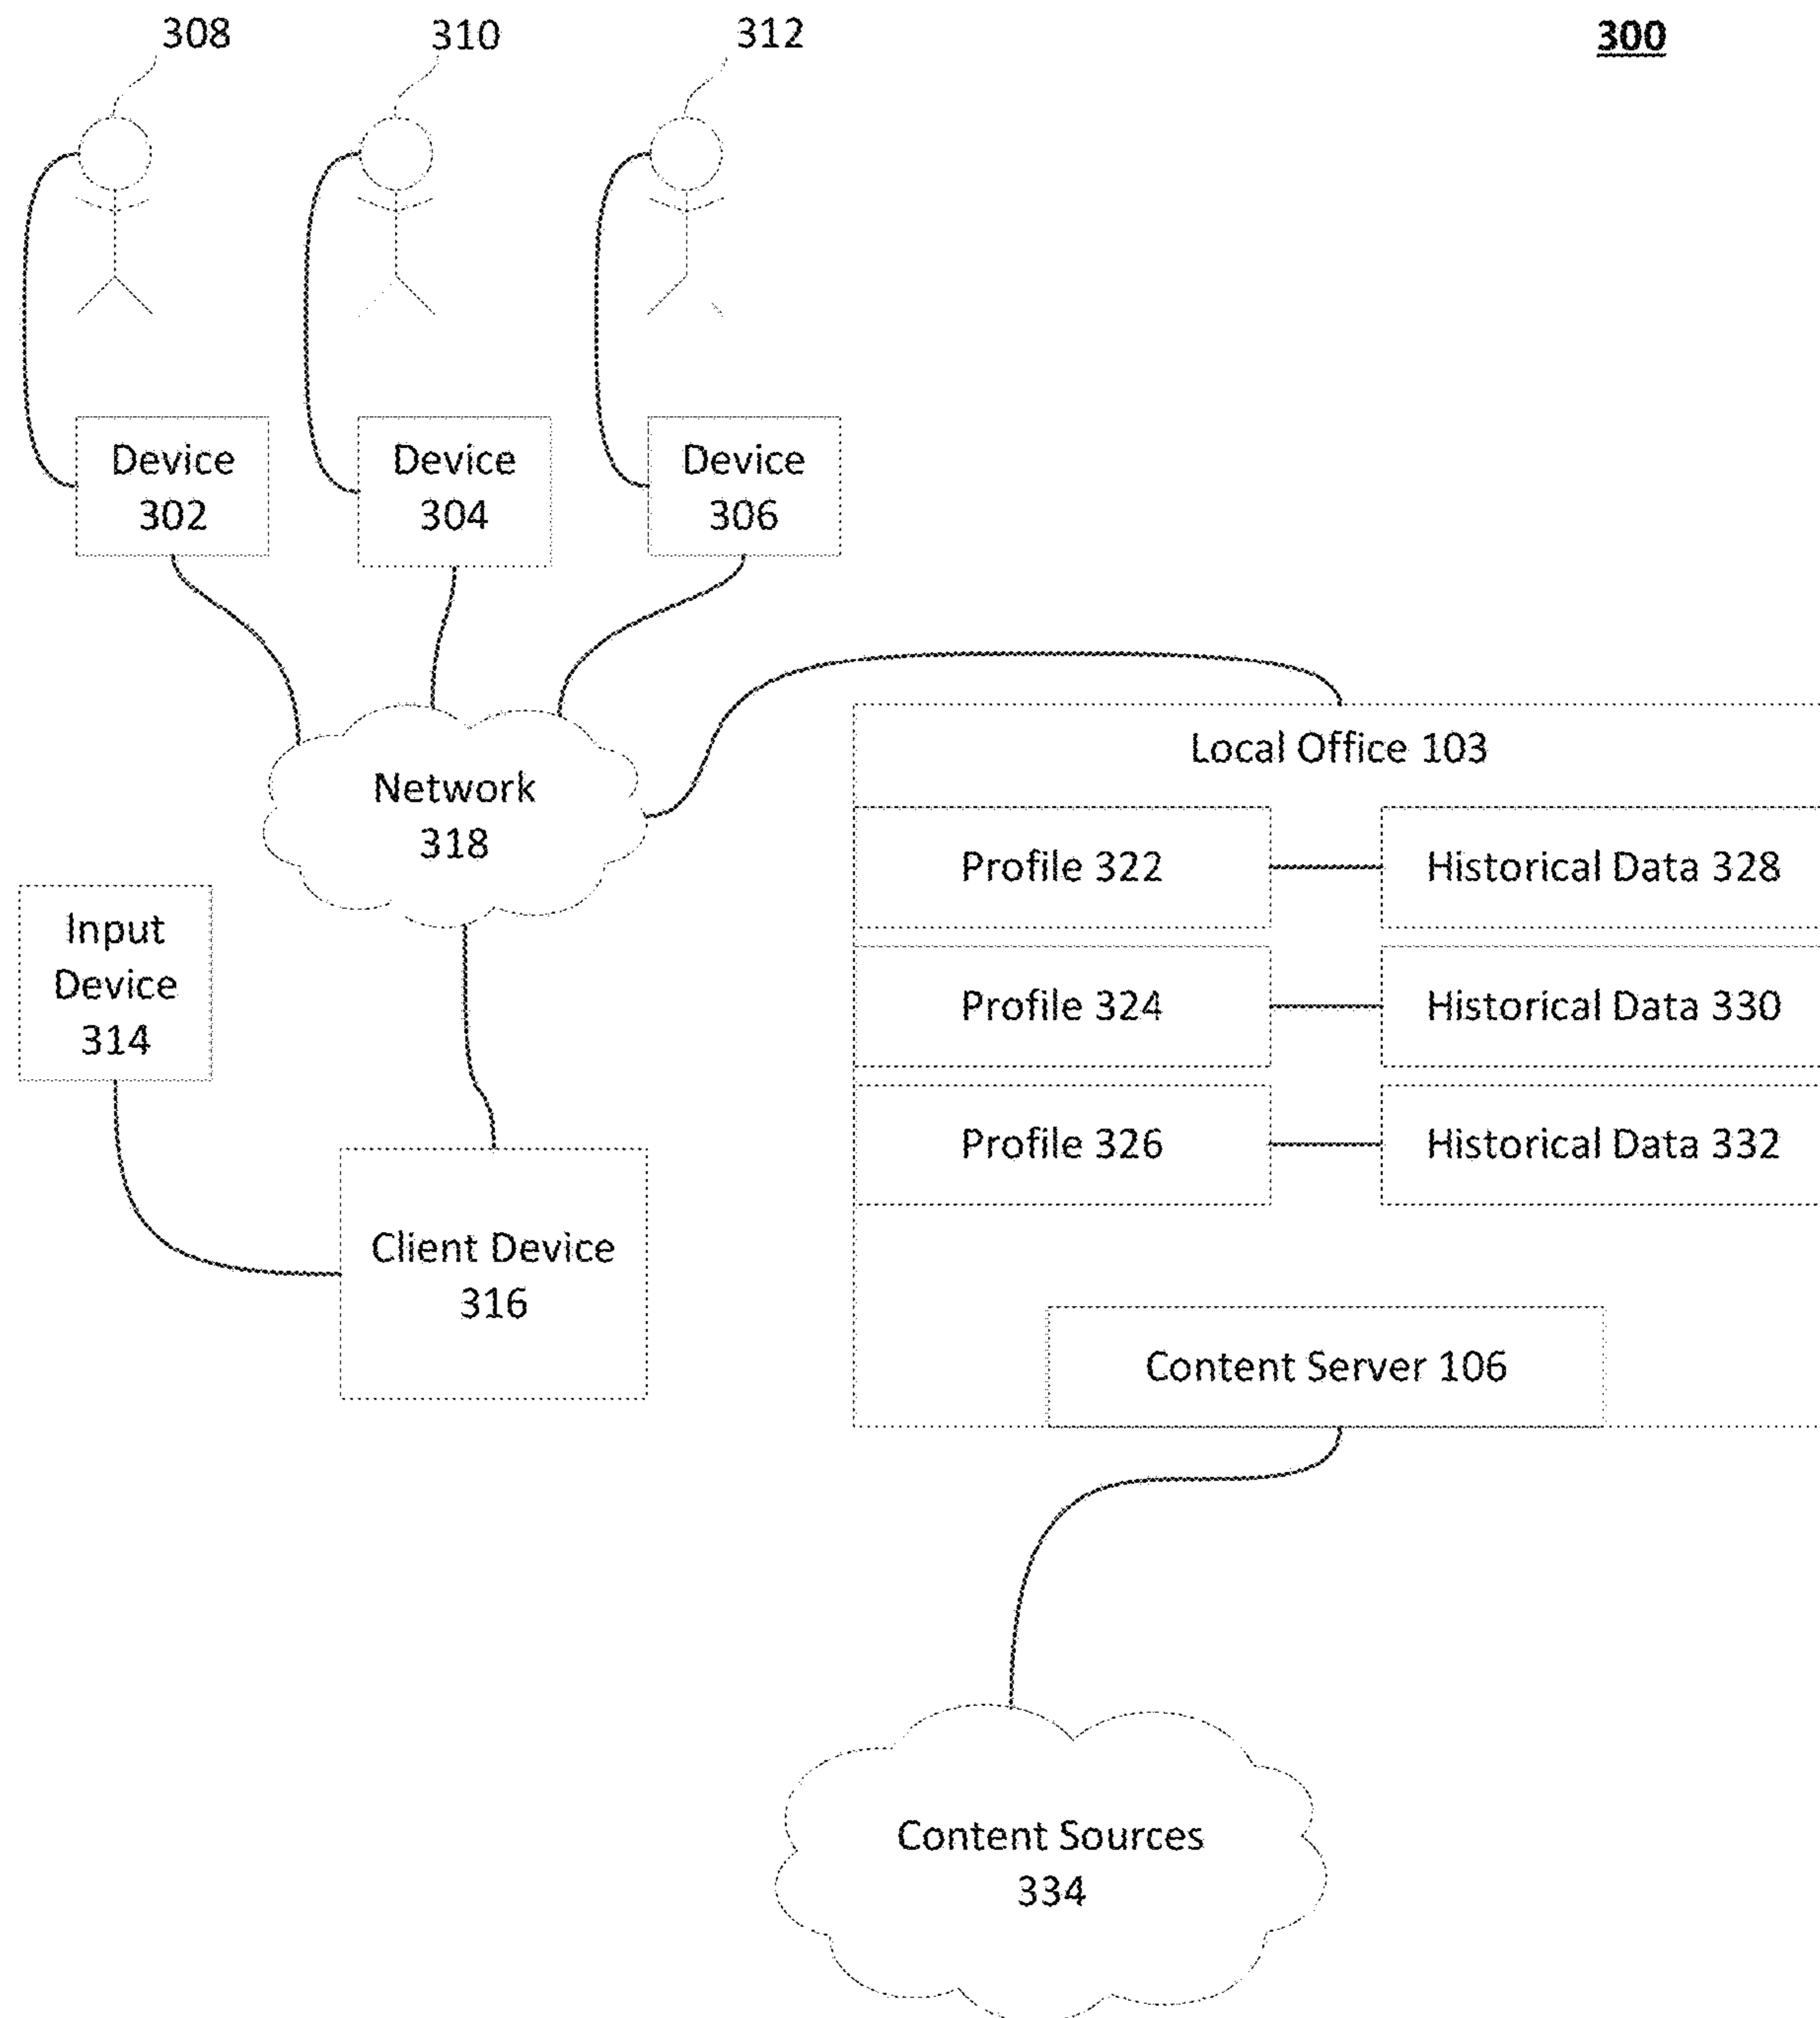 308
310
312
300
Device
302
Device
304
Device
306
Network
318
Local Office 103
Profile 322
Historical Data 328
Profile 324
Historical Data 330
Profile 326
Historical Data 332
Input
Device
314
Client Device
316
Content Server 106
Content Sources
334